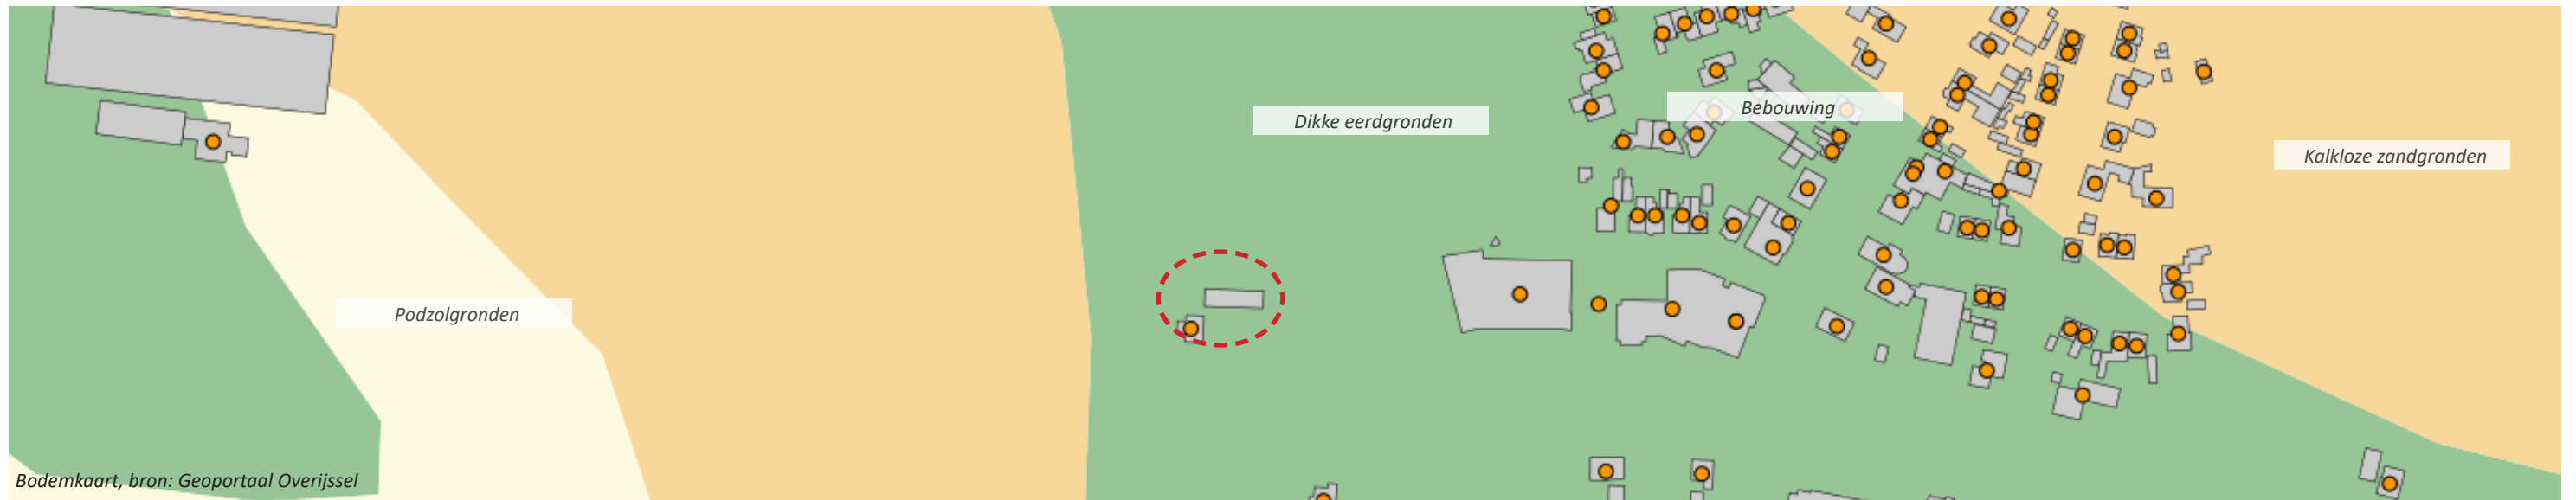 Bebouwing
Dikke eerdgronden
Kalkloze zandgronden
Podzolgronden
Bodemkaart, bron: Geoportaal Overijssel